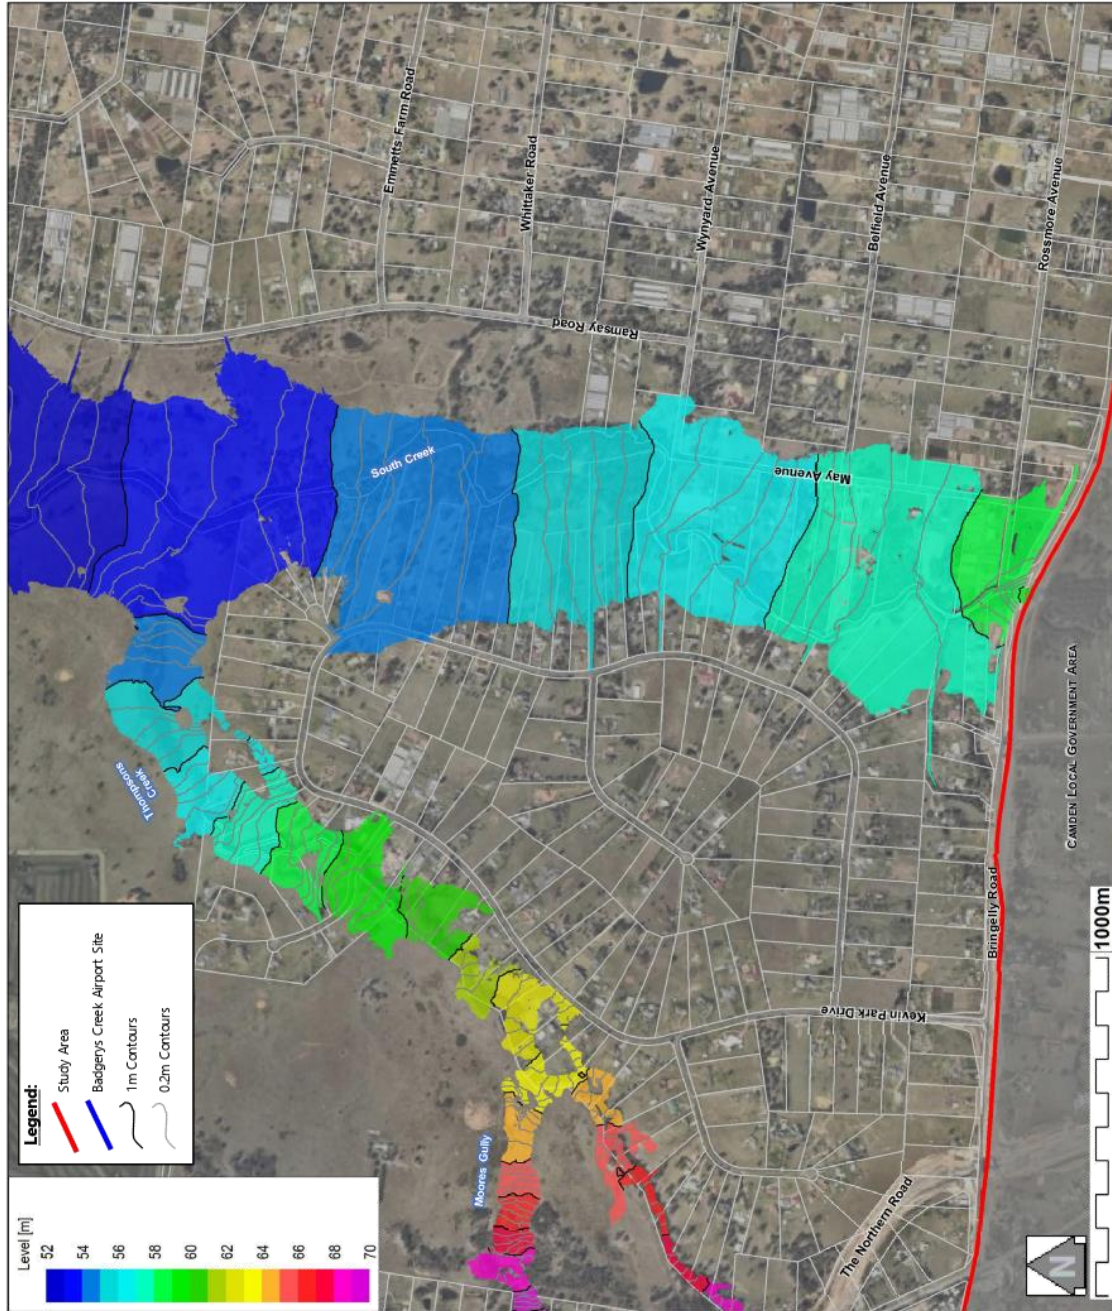 Legend:
Study Area
Badgerys Creek Airport Site
1m Contours
0.2m Contours
Level [m]
52
54
56
58
60
62
64
66
68
70
Emmetts Farm Road
Whittaker Road
Wynyard Avenue
Belfield Avenue
Rossmore Avenue
Ramsay Road
South Creek
May Avenue
Thompsons
Creek
Moores Gully
Kevin Park Drive
Bringelly Road
The Northern Road
CAMDEN LOCAL GOVERNMENT AREA
N
1000m